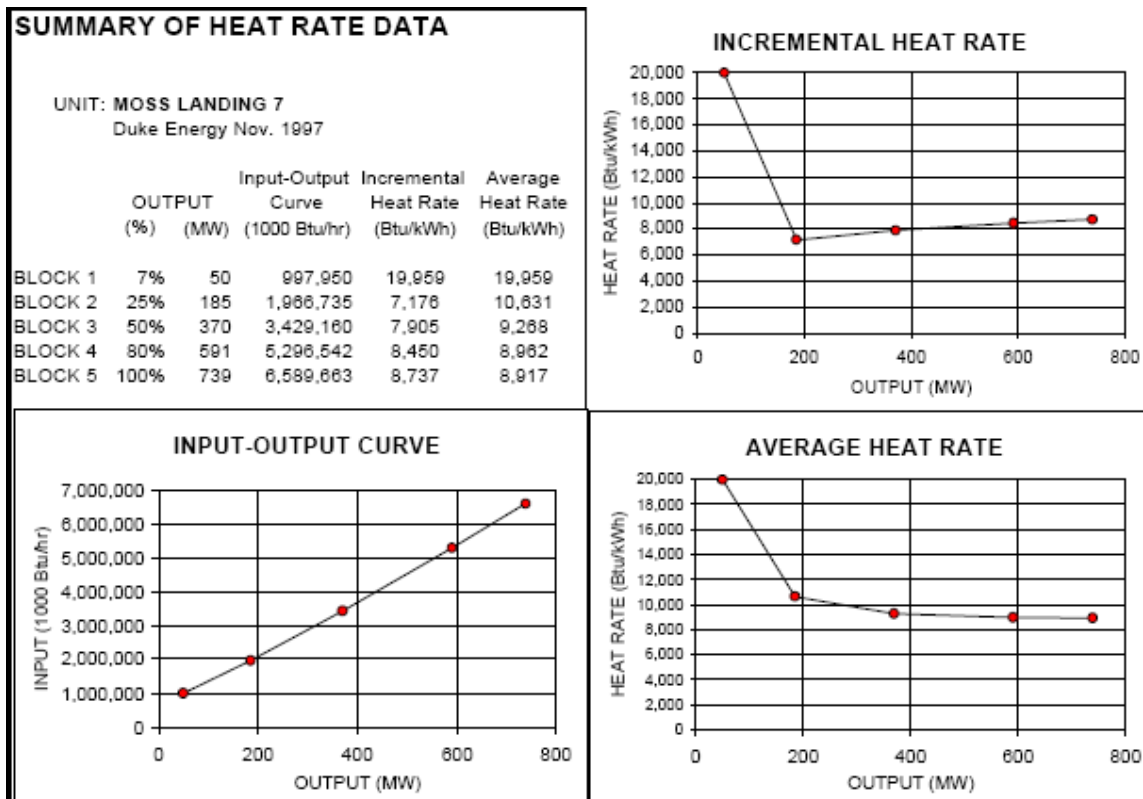 SUMMARY OF HEAT RATE DATA
UNIT: MOSS LANDING 7
Duke Energy Nov. 1997
Input-Output Incremental Average
OUTPUT Curve Heat Rate Heat Rate
(%) (MW) (1000 Btu/hr) (Btu/kWh) (Btu/kWh)
BLOCK 1 7% 50 997,950 19,959 19,959
BLOCK 2 25% 185 1,966,735 7,176 10,631
BLOCK 3 50% 370 3,429,160 7,905 9,268
BLOCK 4 80% 591 5,296,542 8,450 8,962
BLOCK 5 100% 739 6,589,663 8,737 8,917
INCREMENTAL HEAT RATE
HEAT RATE (Btu/kWh)
20,000
18,000
16,000
14,000
12,000
10,000
8,000
6,000
4,000
2,000
0
0 200 400 600 800
OUTPUT (MW)
INPUT-OUTPUT CURVE
INPUT (1000 Btu/hr)
7,000,000
6,000,000
5,000,000
4,000,000
3,000,000
2,000,000
1,000,000
0
0 200 400 600 800
OUTPUT (MW)
AVERAGE HEAT RATE
HEAT RATE (Btu/kWh)
20,000
18,000
16,000
14,000
12,000
10,000
8,000
6,000
4,000
2,000
0
0 200 400 600 800
OUTPUT (MW)